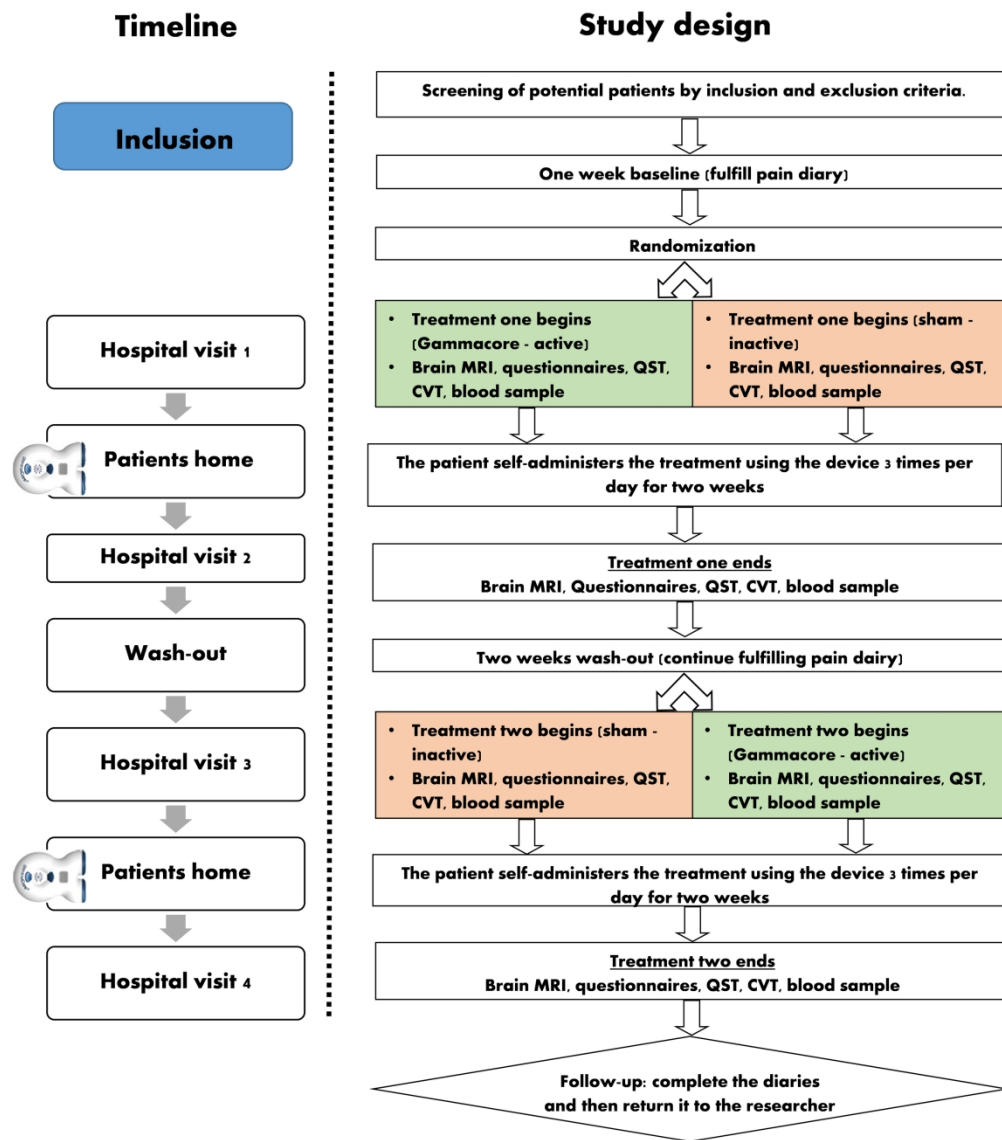 Timeline
Study design
Inclusion
Screening of potential patients by inclusion and exclusion criteria.
One week baseline (fulfill pain diary)
Randomization
Hospital visit 1
• Treatment one begins
(Gammacore - active)
• Brain MRI, questionnaires, QST,
CVT, blood sample
• Treatment one begins (sham -
inactive)
• Brain MRI, questionnaires, QST,
CVT, blood sample
Patients home
The patient self-administers the treatment using the device 3 times per
day for two weeks
Hospital visit 2
Treatment one ends
Brain MRI, Questionnaires, QST, CVT, blood sample
Wash-out
Two weeks wash-out (continue fulfilling pain dairy)
Hospital visit 3
• Treatment two begins (sham -
inactive)
• Brain MRI, questionnaires, QST,
CVT, blood sample
• Treatment two begins
(Gammacore - active)
• Brain MRI, questionnaires, QST,
CVT, blood sample
Patients home
The patient self-administers the treatment using the device 3 times per
day for two weeks
Hospital visit 4
Treatment two ends
Brain MRI, questionnaires, QST, CVT, blood sample
Follow-up: complete the diaries
and then return it to the researcher